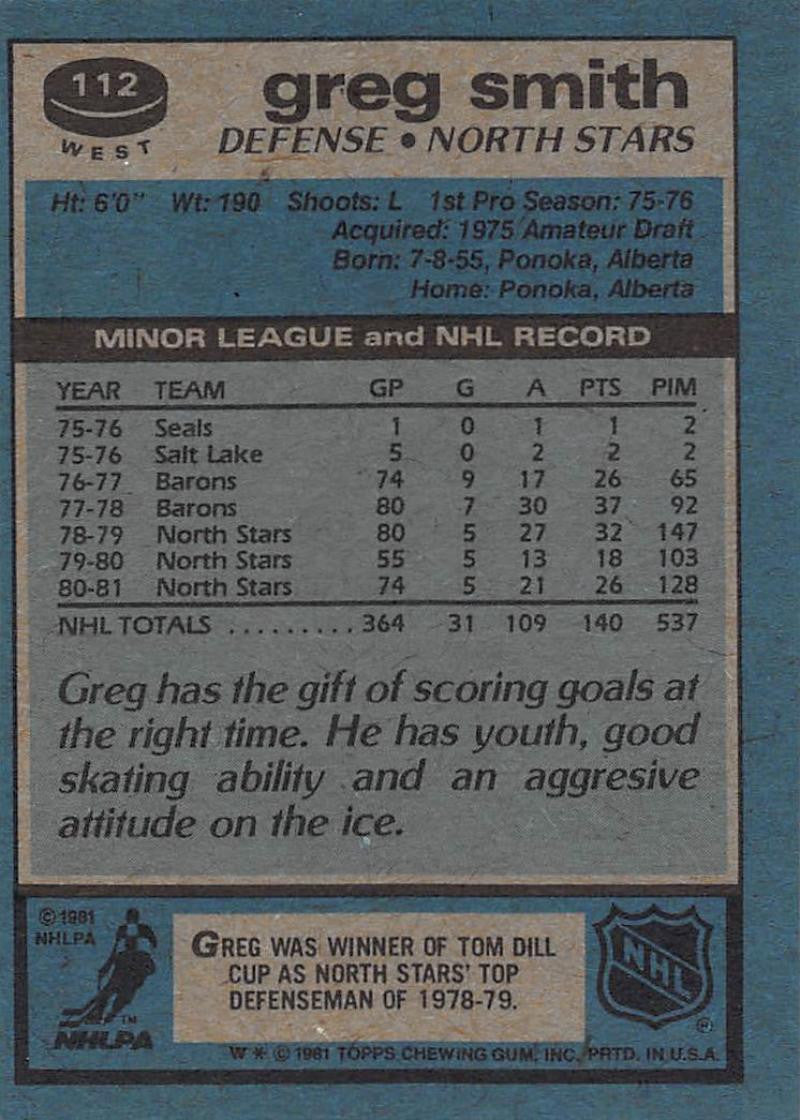 112
WEST
greg smith
DEFENSE • NORTH STARS
Ht: 6'0" Wt: 190 Shoots: L 1st Pro Season: 75-76
Acquired: 1975 Amateur Draft
Born: 7-8-55, Ponoka, Alberta
Home: Ponoka, Alberta
MINOR LEAGUE and NHL RECORD
YEAR TEAM GP G A PTS PIM
75-76 Seals 1 0 1 1 2
75-76 Salt Lake 5 0 2 2 2
76-77 Barons 74 9 17 26 65
77-78 Barons 80 7 30 37 92
78-79 North Stars 80 5 27 32 147
79-80 North Stars 55 5 13 18 103
80-81 North Stars 74 5 21 26 128
NHL TOTALS .......... 364 31 109 140 537
Greg has the gift of scoring goals at
the right time. He has youth, good
skating ability and an aggresive
attitude on the ice.
© 1981
NHLPA
TM
NHLPA
GREG WAS WINNER OF TOM DILL
CUP AS NORTH STARS' TOP
DEFENSEMAN OF 1978-79.
NHL
®
W * © 1981 TOPPS CHEWING GUM, INC. PRTD. IN U.S.A.